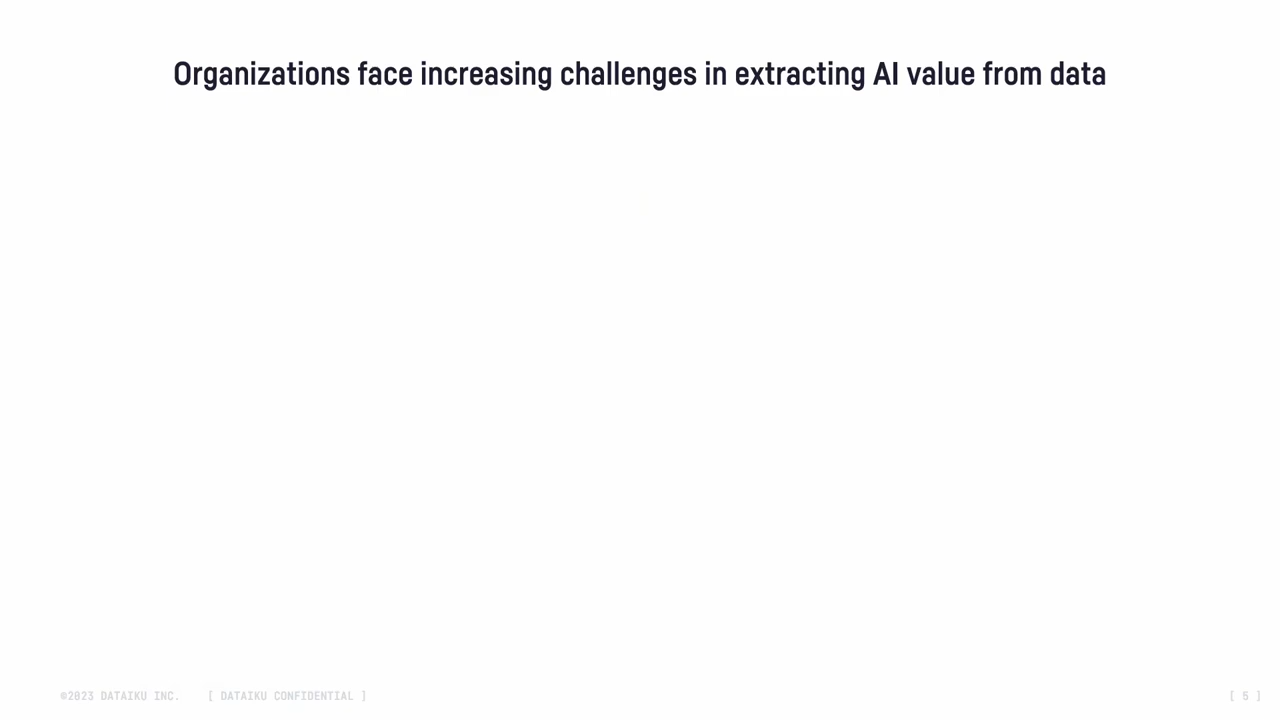 Organizations face increasing challenges in extracting AI value from data
©2023 DATAIKU INC. [ DATAIKU CONFIDENTIAL ] [ 5 ]